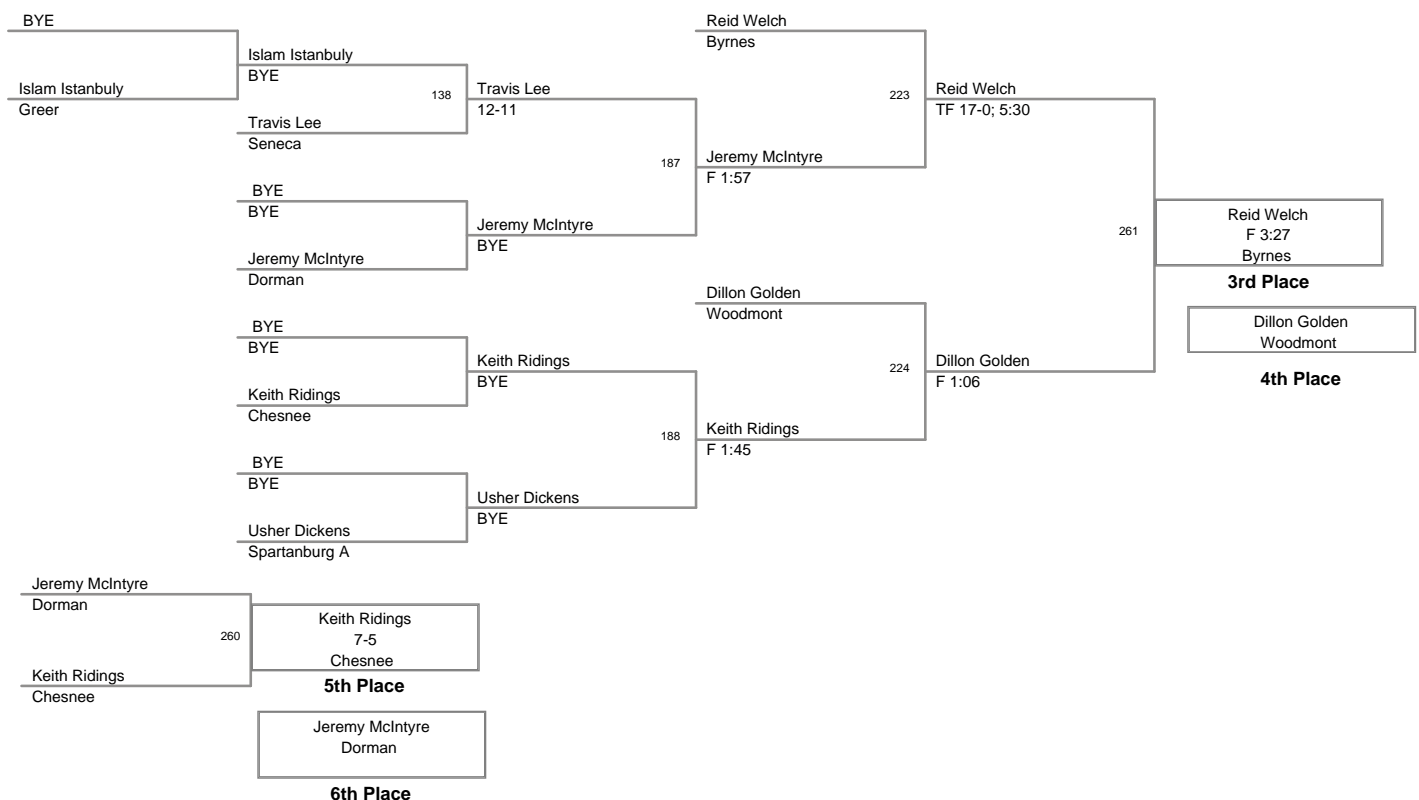 BYE
Islam Istanbuly
Greer
Islam Istanbuly
BYE
138
Travis Lee
Seneca
BYE
BYE
Jeremy McIntyre
Dorman
BYE
BYE
Keith Ridings
Chesnee
BYE
BYE
Usher Dickens
Spartanburg A
Travis Lee
12-11
187
Jeremy McIntyre
BYE
Keith Ridings
BYE
188
Usher Dickens
BYE
Reid Welch
Byrnes
223
Jeremy McIntyre
F 1:57
Dillon Golden
Woodmont
224
Keith Ridings
F 1:45
Reid Welch
TF 17-0; 5:30
261
Dillon Golden
F 1:06
Reid Welch
F 3:27
Byrnes
3rd Place
Dillon Golden
Woodmont
4th Place
Jeremy McIntyre
Dorman
260
Keith Ridings
Chesnee
Keith Ridings
7-5
Chesnee
5th Place
Jeremy McIntyre
Dorman
6th Place